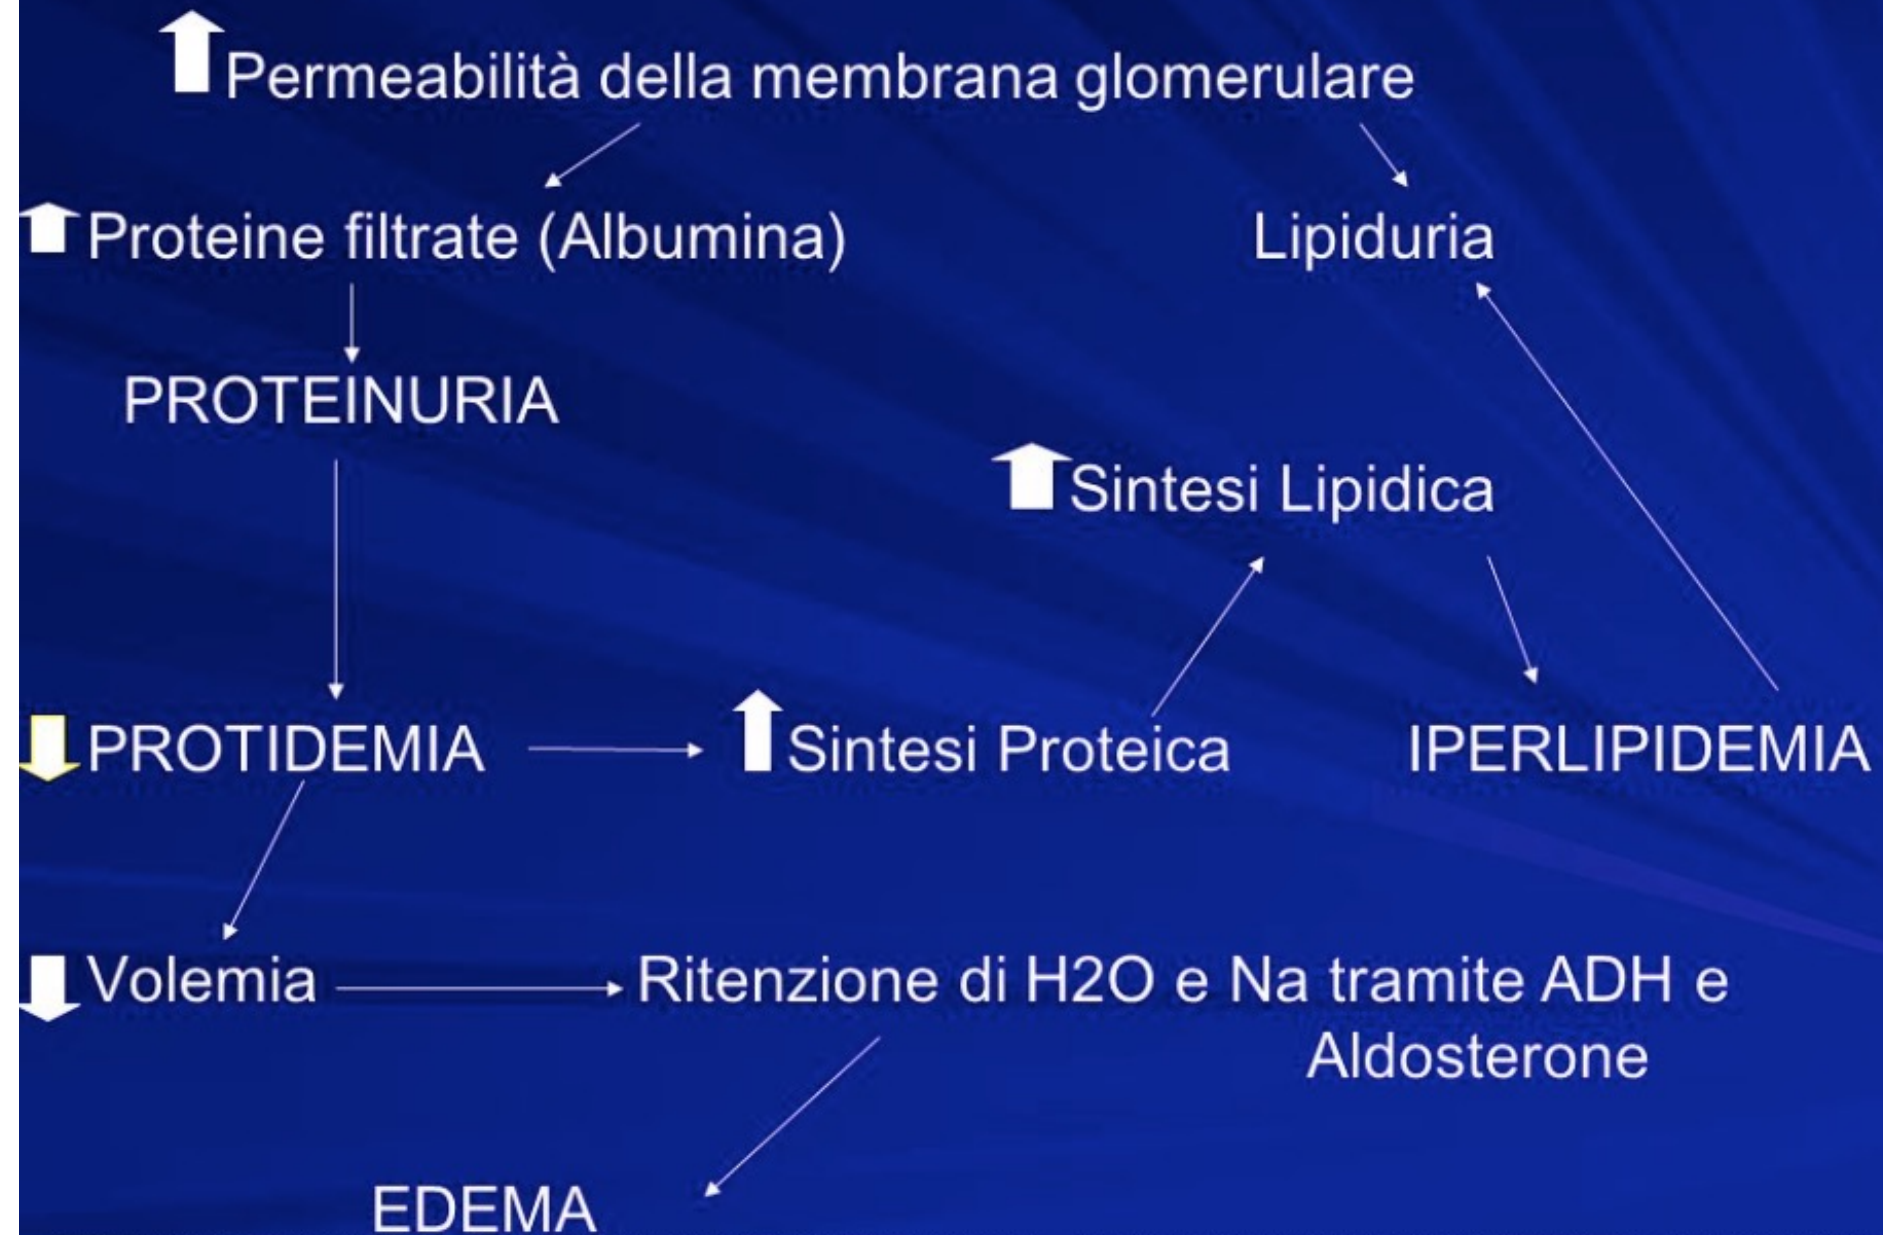 Permeabilità della membrana glomerulare
Proteine filtrate (Albumina)
Lipiduria
PROTEINURIA
Sintesi Lipidica
PROTIDEMIA
Sintesi Proteica
IPERLIPIDEMIA
Volemia
Ritenzione di H2O e Na tramite ADH e
Aldosterone
EDEMA